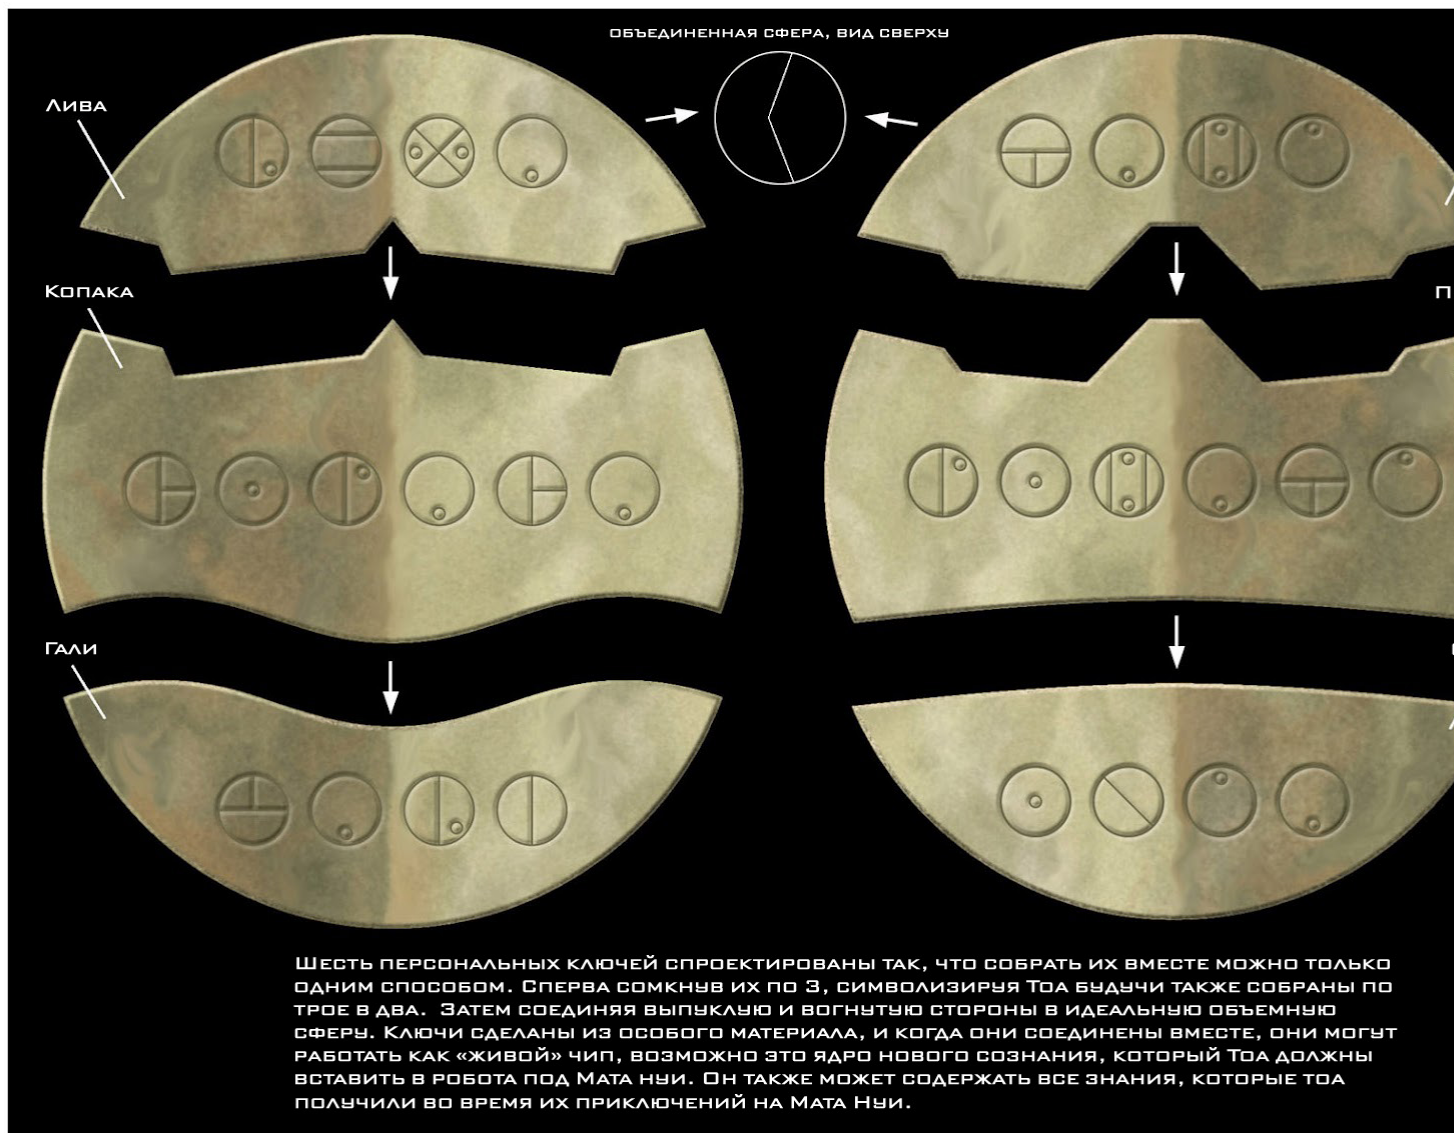 объединенная сфера, вид сверху
Лива
Копака
П
Гали
Шесть персональных ключей спроектированы так, что собрать их вместе можно только
одним способом. Сперва сомкнув их по 3, символизируя Тоа будучи также собраны по
трое в два. Затем соединяя выпуклую и вогнутую стороны в идеальную объемную
сферу. Ключи сделаны из особого материала, и когда они соединены вместе, они могут
работать как «живой» чип, возможно это ядро нового сознания, который Тоа должны
вставить в робота под Мата нуи. Он также может содержать все знания, которые тоа
получили во время их приключений на Мата Нуи.